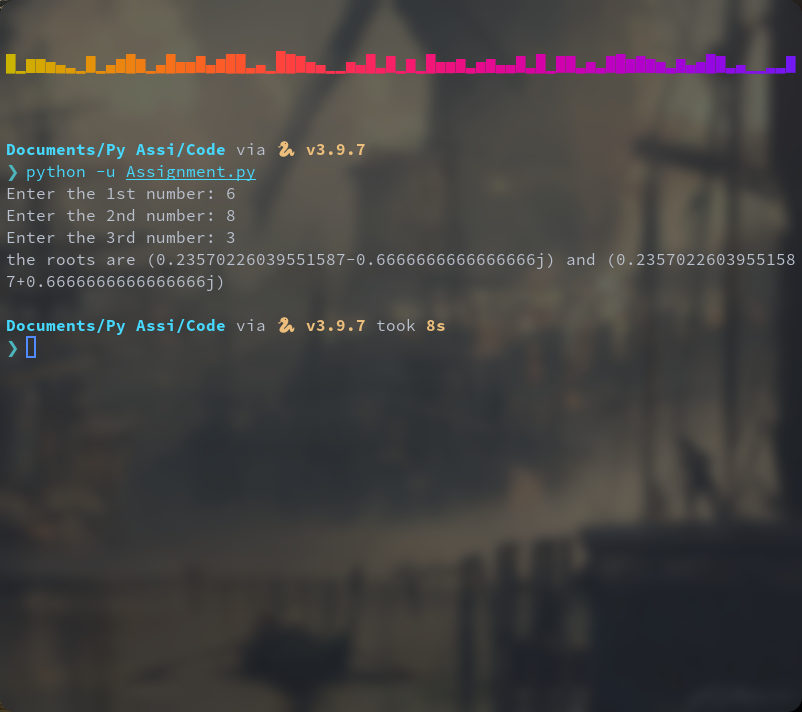 Documents/Py Assi/Code via 🐍 v3.9.7
❯ python -u Assignment.py
Enter the 1st number: 6
Enter the 2nd number: 8
Enter the 3rd number: 3
the roots are (0.23570226039551587-0.6666666666666666j) and (0.2357022603955158
7+0.6666666666666666j)
Documents/Py Assi/Code via 🐍 v3.9.7 took 8s
❯